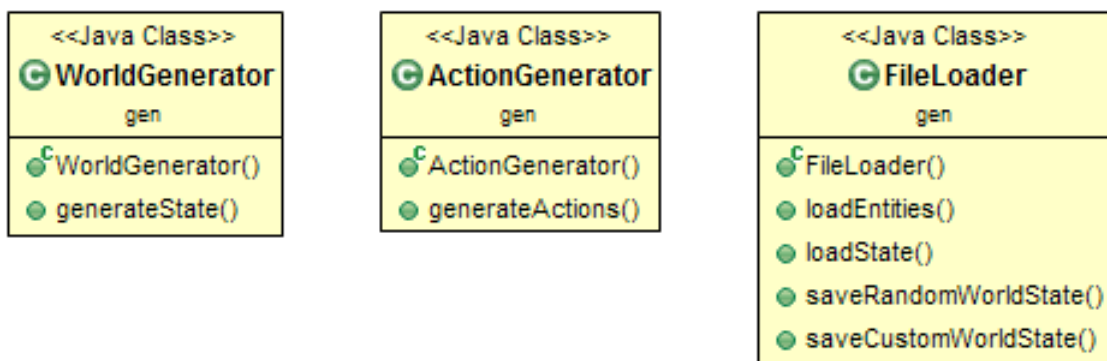 <<Java Class>>
WorldGenerator
gen
WorldGenerator()
generateState()
<<Java Class>>
ActionGenerator
gen
ActionGenerator()
generateActions()
<<Java Class>>
FileLoader
gen
FileLoader()
loadEntities()
loadState()
saveRandomWorldState()
saveCustomWorldState()